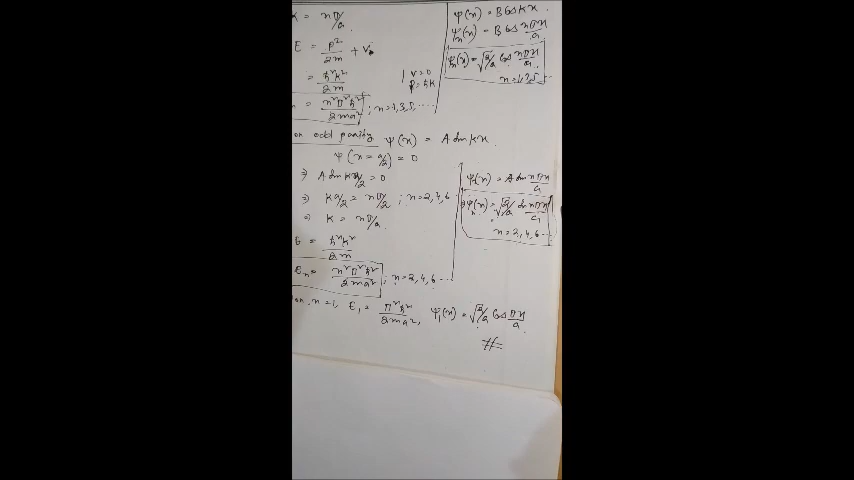 K = nπ/a
E = p²/2m + V
= ħ²k²/2m | V=0
p=ħk
n = n²π²ħ²/2ma² ; n=1,3,5,....
ψ(x) = B Cos Kx.
ψn(x) = B Cos nπx/a
ψn(x) = √2/a Cos nπx/a
n=1,3,5..
on odd parity ψ(x) = A Sin Kx.
ψ(x=a/2) = 0
⇒ A Sin Ka/2 = 0
⇒ Ka/2 = nπ/2 ; n=2,4,6
⇒ K = nπ/a.
E = ħ²k²/2m
En = n²π²ħ²/2ma² ; n=2,4,6 ....
ψn(x) = A Sin nπx/a
⇒ψn(x) = √2/a Sin nπx/a
n=2,4,6...
on. n=1, E₁ = π²ħ²/2ma², ψ₁(x) = √2/a Cos πx/a.